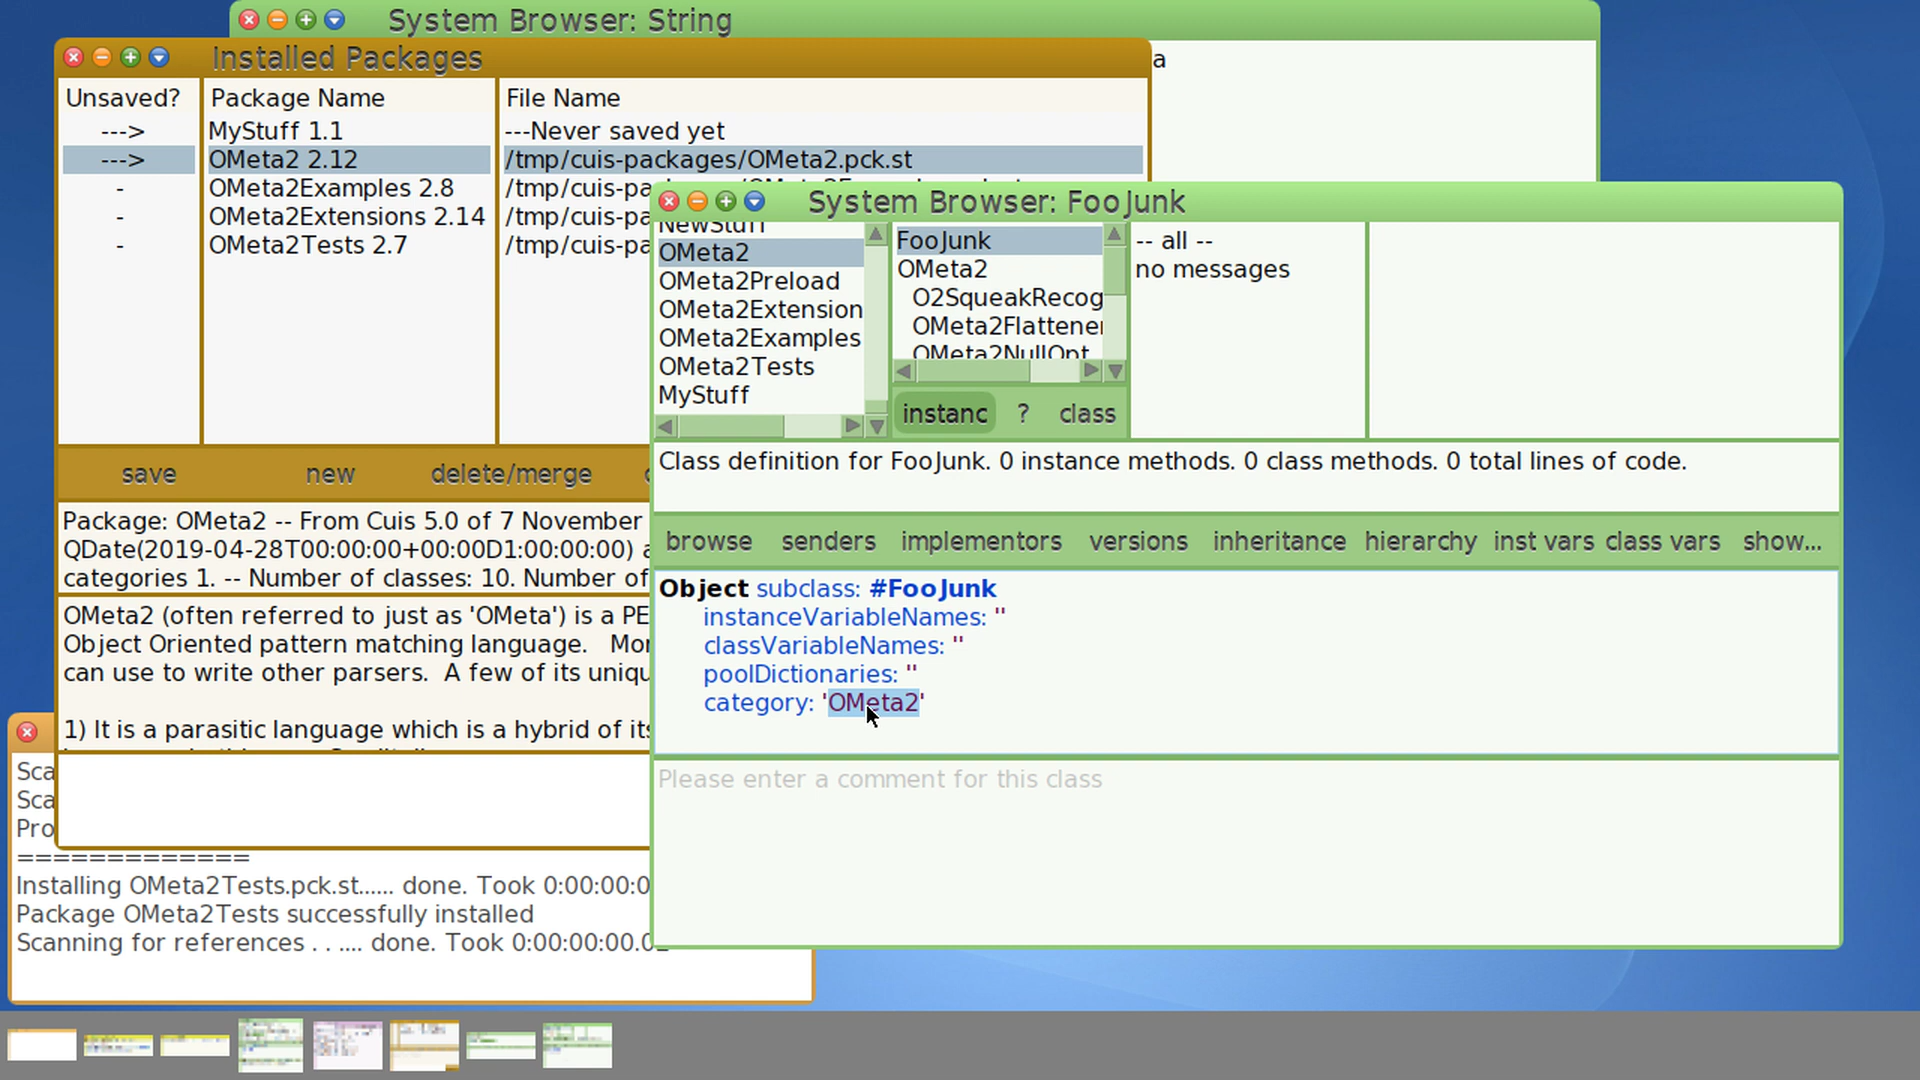 System Browser: String
a
Installed Packages
Unsaved? Package Name File Name
---> MyStuff 1.1 ---Never saved yet
---> OMeta2 2.12 /tmp/cuis-packages/OMeta2.pck.st
- OMeta2Examples 2.8 /tmp/cuis-pa
- OMeta2Extensions 2.14 /tmp/cuis-pa
- OMeta2Tests 2.7 /tmp/cuis-pa
save new delete/merge
Package: OMeta2 -- From Cuis 5.0 of 7 November
QDate(2019-04-28T00:00:00+00:00D1:00:00:00) a
categories 1. -- Number of classes: 10. Number of
OMeta2 (often referred to just as 'OMeta') is a PE
Object Oriented pattern matching language. Mor
can use to write other parsers. A few of its uniqu
1) It is a parasitic language which is a hybrid of its
System Browser: FooJunk
NewStuff
OMeta2
OMeta2Preload
OMeta2Extension
OMeta2Examples
OMeta2Tests
MyStuff
FooJunk
OMeta2
O2SqueakRecog
OMeta2Flattener
OMeta2NullOpt
instanc ? class
-- all --
no messages
Class definition for FooJunk. 0 instance methods. 0 class methods. 0 total lines of code.
browse senders implementors versions inheritance hierarchy inst vars class vars show...
Object subclass: #FooJunk
instanceVariableNames: ''
classVariableNames: ''
poolDictionaries: ''
category: 'OMeta2'
Please enter a comment for this class
Sca
Sca
Pro
=============
Installing OMeta2Tests.pck.st...... done. Took 0:00:00:0
Package OMeta2Tests successfully installed
Scanning for references . . .... done. Took 0:00:00:00.0